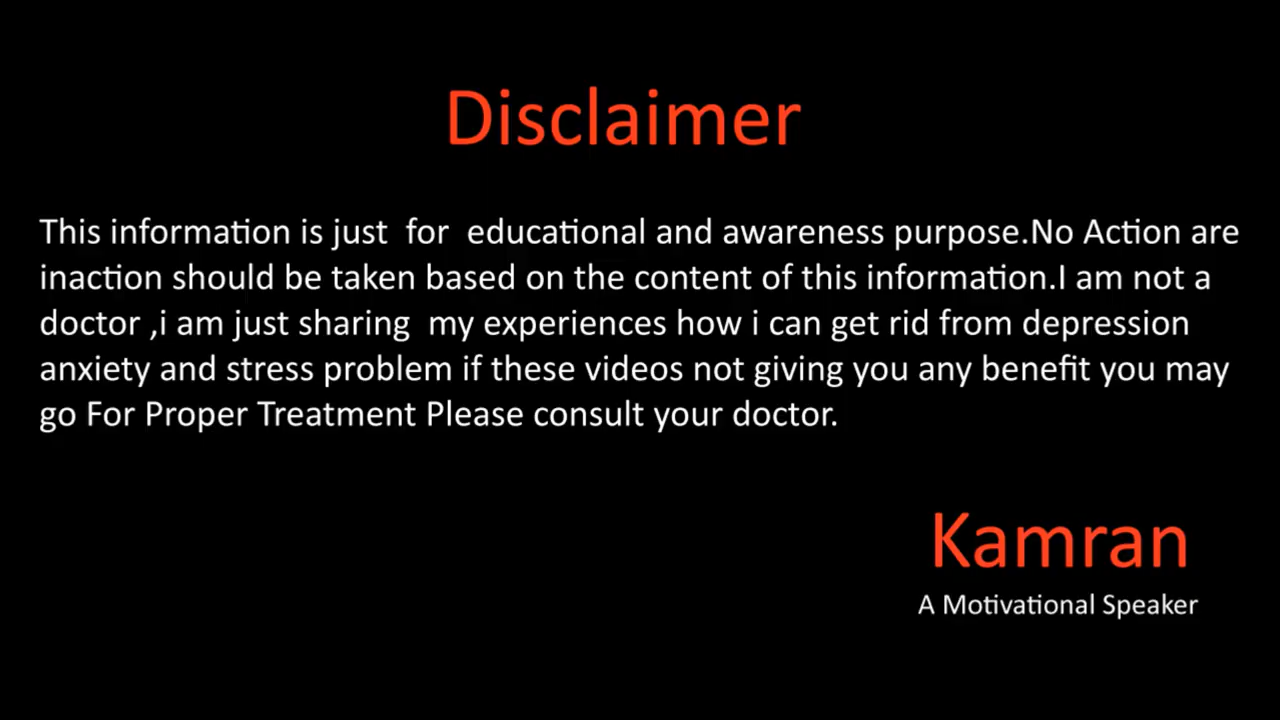 Disclaimer
This information is just  for  educational and awareness purpose.No Action are
inaction should be taken based on the content of this information.I am not a
doctor ,i am just sharing  my experiences how i can get rid from depression
anxiety and stress problem if these videos not giving you any benefit you may
go For Proper Treatment Please consult your doctor.
Kamran
A Motivational Speaker